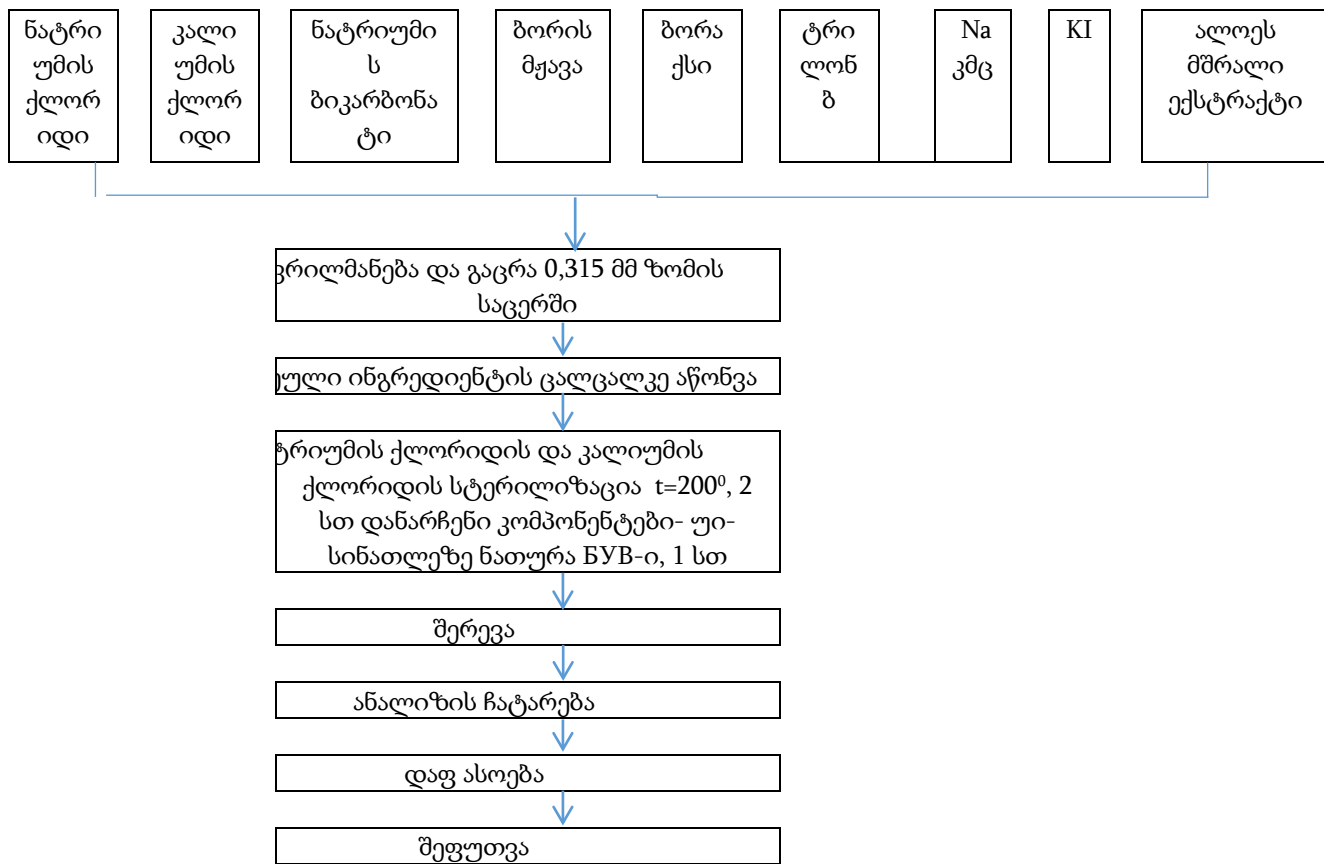 ნატრი
უმის
ქლორ
იდი
კალი
უმის
ქლორ
იდი
ნატრიუმი
ს
ბიკარბონა
ტი
ბორის
მჟავა
ბორა
ქსი
ტრი
ლონ
ბ
Na
კმც
KI
ალოეს
მშრალი
ექსტრაქტი
ვრილმანება და გაცრა 0,315 მმ ზომის
საცერში
ეული ინგრედიენტის ცალცალკე აწონვა
ტრიუმის ქლორიდის და კალიუმის
ქლორიდის სტერილიზაცია t=200⁰, 2
სთ დანარჩენი კომპონენტები- უი-
სინათლეზე ნათურა БУВ-ი, 1 სთ
შერევა
ანალიზის ჩატარება
დაფ ასოება
შეფუთვა